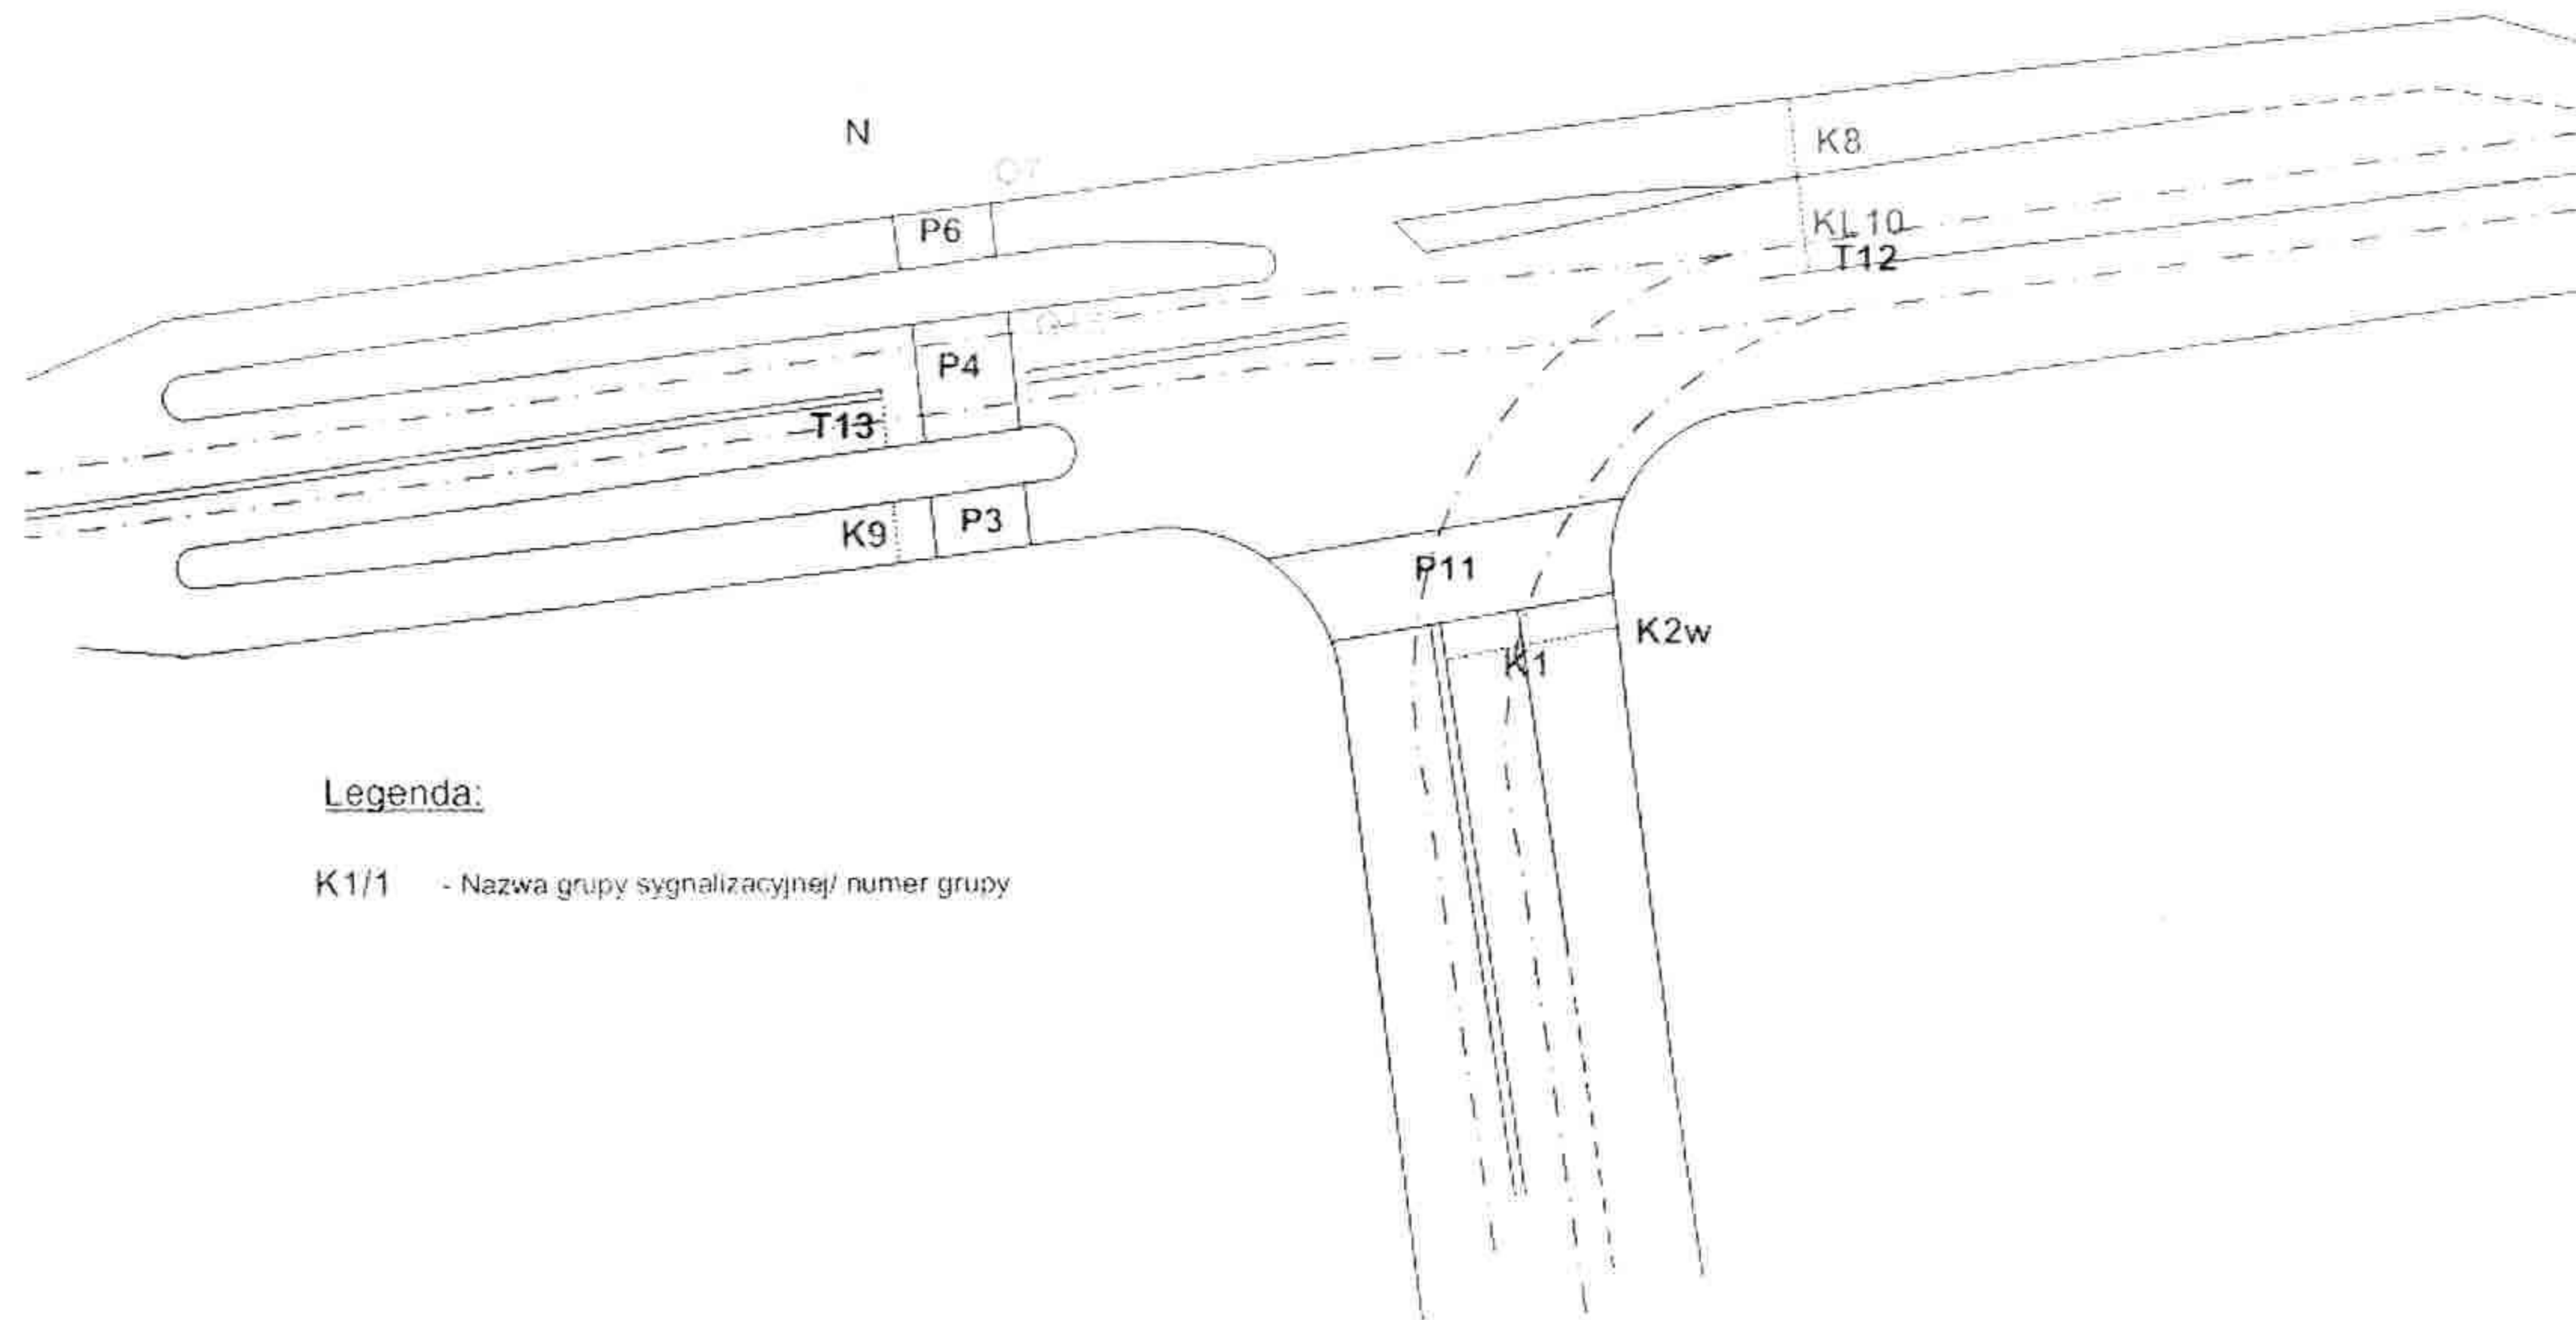 N
K8
P6
KL10
T12
P4
T13
K9
P3
P11
K2w
K1
Legenda:
K1/1 - Nazwa grupy sygnalizacyjnej/ numer grupy